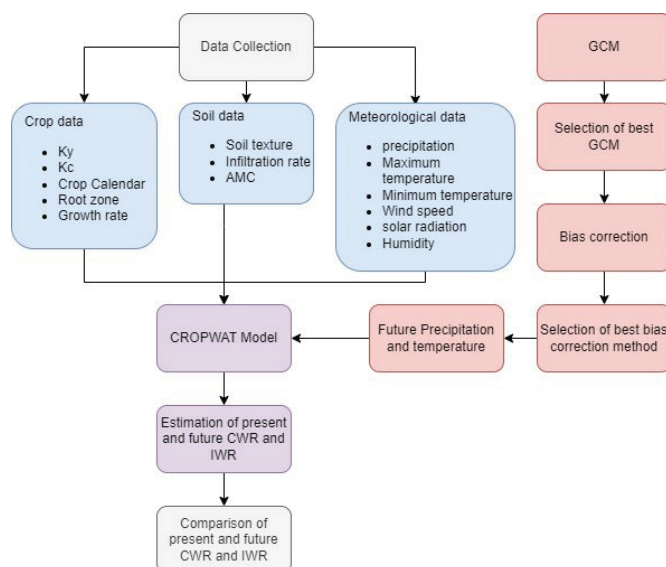 Data Collection
GCM
Crop data
• Ky
• Kc
• Crop Calendar
• Root zone
• Growth rate
Soil data
• Soil texture
• Infiltration rate
• AMC
Meteorological data
• precipitation
• Maximum
temperature
• Minimum temperature
• Wind speed
• solar radiation
• Humidity
Selection of best
GCM
Bias correction
CROPWAT Model
Future Precipitation
and temperature
Selection of best bias
correction method
Estimation of present
and future CWR and
IWR
Comparison of
present and future
CWR and IWR